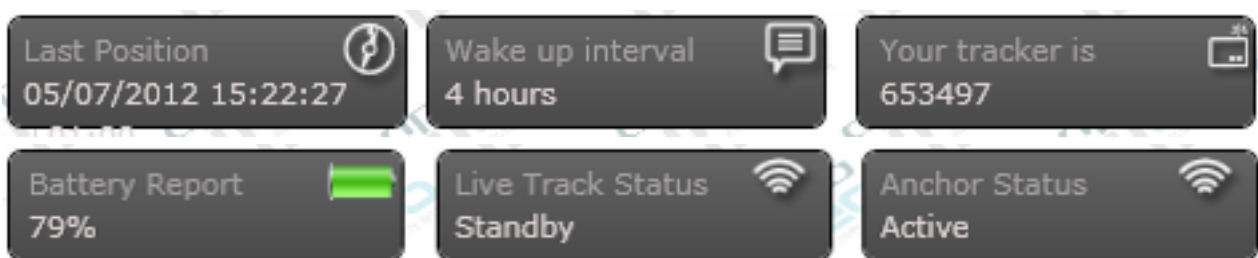 Last Position
05/07/2012 15:22:27
Wake up interval
4 hours
Your tracker is
653497
Battery Report
79%
Live Track Status
Standby
Anchor Status
Active